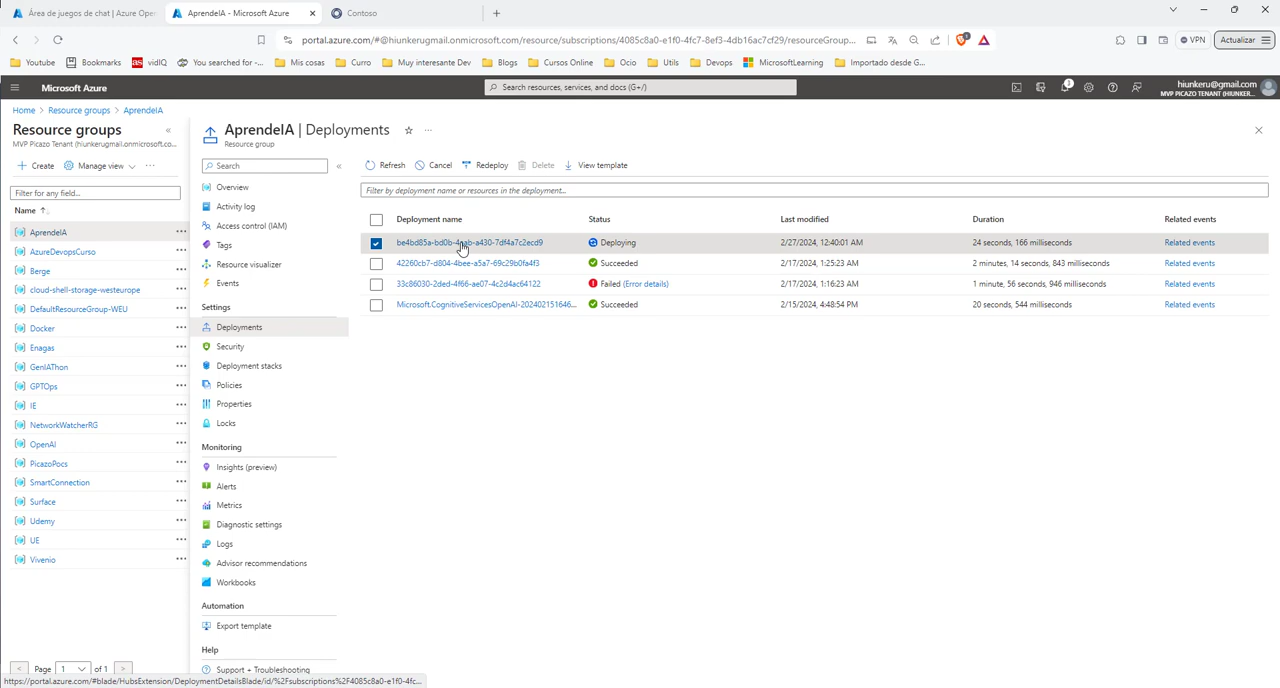 Área de juegos de chat | Azure Ope
AprendeIA - Microsoft Azure
Contoso
portal.azure.com/#@hiunkerugmail.onmicrosoft.com/resource/subscriptions/4085c8a0-e1f0-4fc7-8ef3-4db16ac7cf29/resourceGroup...
VPN
Actualizar
Youtube
Bookmarks
vidIQ
You searched for -...
Mis cosas
Curro
Muy interesante Dev
Blogs
Cursos Online
Ocio
Utils
Devops
MicrosoftLearning
Importado desde G...
Microsoft Azure
Search resources, services, and docs (G+/)
1
hiunkeru@gmail.com
MVP PICAZO TENANT (HIUNKER...
Home > Resource groups > AprendeIA
Resource groups
MVP Picazo Tenant (hiunkerugmail.onmicrosoft.co...
Create
Manage view
Filter for any field...
Name
AprendeIA
AzureDevopsCurso
Berge
cloud-shell-storage-westeurope
DefaultResourceGroup-WEU
Docker
Enagas
GenIAThon
GPTOps
IE
NetworkWatcherRG
OpenAI
PicazoPocs
SmartConnection
Surface
Udemy
UE
Vivenio
< Page 1 of 1 >
AprendeIA | Deployments
Resource group
Search
Overview
Activity log
Access control (IAM)
Tags
Resource visualizer
Events
Settings
Deployments
Security
Deployment stacks
Policies
Properties
Locks
Monitoring
Insights (preview)
Alerts
Metrics
Diagnostic settings
Logs
Advisor recommendations
Workbooks
Automation
Export template
Help
Support + Troubleshooting
Refresh
Cancel
Redeploy
Delete
View template
Filter by deployment name or resources in the deployment...
Deployment name Status Last modified Duration Related events
Deploying 2/27/2024, 12:40:01 AM 24 seconds, 166 milliseconds Related events
42260cb7-d804-4bee-a5a7-69c29b0fa4f3 Succeeded 2/17/2024, 1:25:23 AM 2 minutes, 14 seconds, 843 milliseconds Related events
33c86030-2ded-4f66-ae07-4c2d4ac64122 Failed (Error details) 2/17/2024, 1:16:23 AM 1 minute, 56 seconds, 946 milliseconds Related events
Microsoft.CognitiveServicesOpenAI-202402151646... Succeeded 2/15/2024, 4:48:54 PM 20 seconds, 544 milliseconds Related events
https://portal.azure.com/#blade/HubsExtension/DeploymentDetailsBlade/id/%2Fsubscriptions%2F4085c8a0-e1f0-4fc...